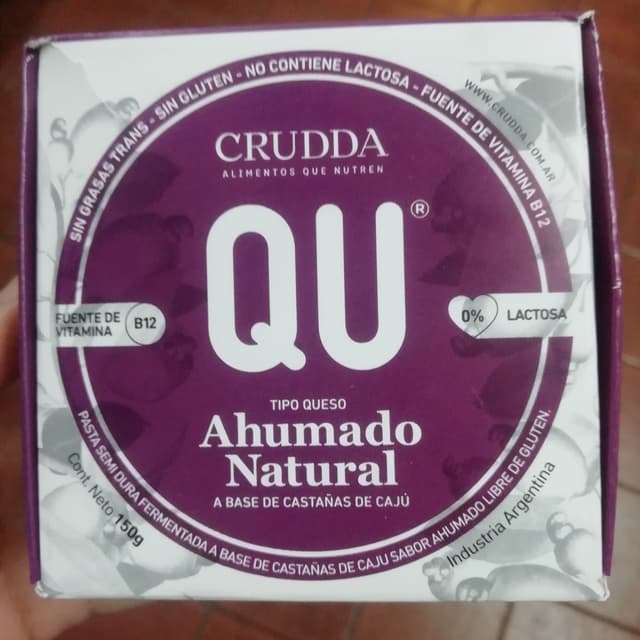 SIN GRASAS TRANS - SIN GLUTEN - NO CONTIENE LACTOSA - FUENTE DE VITAMINA B12
WWW.CRUDDA.COM.AR
CRUDDA
ALIMENTOS QUE NUTREN
QU®
FUENTE DE
VITAMINA
B12
0% LACTOSA
TIPO QUESO
Ahumado
Natural
A BASE DE CASTAÑAS DE CAJÚ
PASTA SEMI DURA FERMENTADA A BASE DE CASTAÑAS DE CAJU SABOR AHUMADO LIBRE DE GLUTEN.
Cont. Neto 150g
Industria Argentina